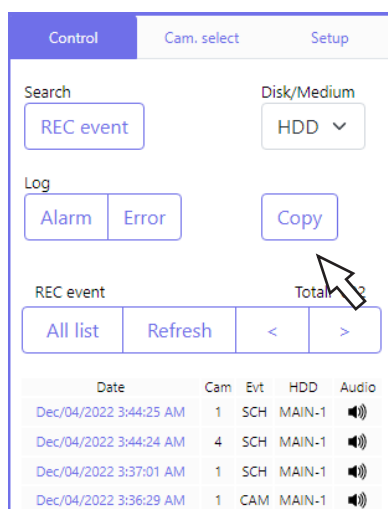 Control Cam. select Setup
Search Disk/Medium
REC event HDD
Log
Alarm Error Copy
REC event Total 2
All list Refresh < >
Date Cam Evt HDD Audio
Dec/04/2022 3:44:25 AM 1 SCH MAIN-1
Dec/04/2022 3:44:24 AM 4 SCH MAIN-1
Dec/04/2022 3:37:01 AM 1 SCH MAIN-1
Dec/04/2022 3:36:29 AM 1 CAM MAIN-1